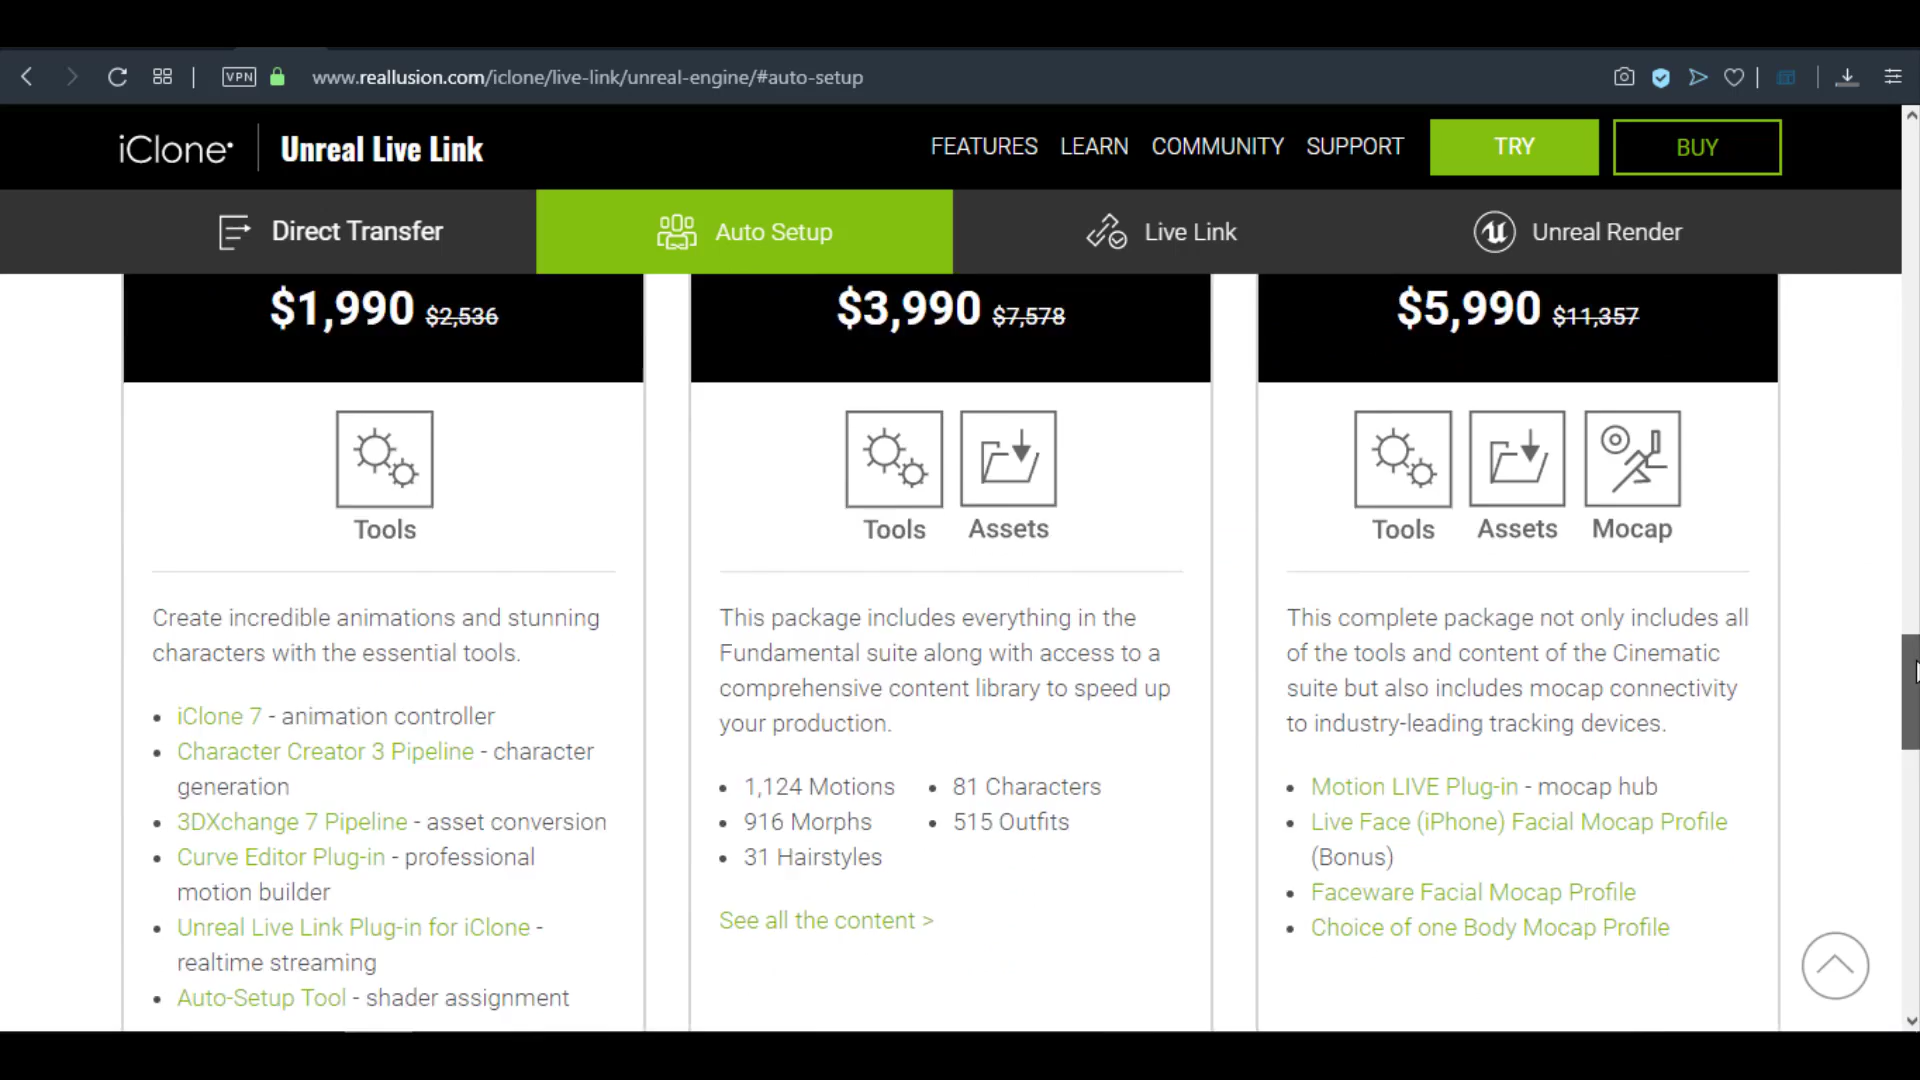 VPN www.reallusion.com/iclone/live-link/unreal-engine/#auto-setup
iClone Unreal Live Link FEATURES LEARN COMMUNITY SUPPORT TRY BUY
Direct Transfer Auto Setup Live Link Unreal Render
$1,990 $2,536
Tools
Create incredible animations and stunning
characters with the essential tools.
• iClone 7 - animation controller
• Character Creator 3 Pipeline - character
generation
• 3DXchange 7 Pipeline - asset conversion
• Curve Editor Plug-in - professional
motion builder
• Unreal Live Link Plug-in for iClone -
realtime streaming
• Auto-Setup Tool - shader assignment
$3,990 $7,578
Tools Assets
This package includes everything in the
Fundamental suite along with access to a
comprehensive content library to speed up
your production.
• 1,124 Motions • 81 Characters
• 916 Morphs • 515 Outfits
• 31 Hairstyles
See all the content >
$5,990 $11,357
Tools Assets Mocap
This complete package not only includes all
of the tools and content of the Cinematic
suite but also includes mocap connectivity
to industry-leading tracking devices.
• Motion LIVE Plug-in - mocap hub
• Live Face (iPhone) Facial Mocap Profile
(Bonus)
• Faceware Facial Mocap Profile
• Choice of one Body Mocap Profile